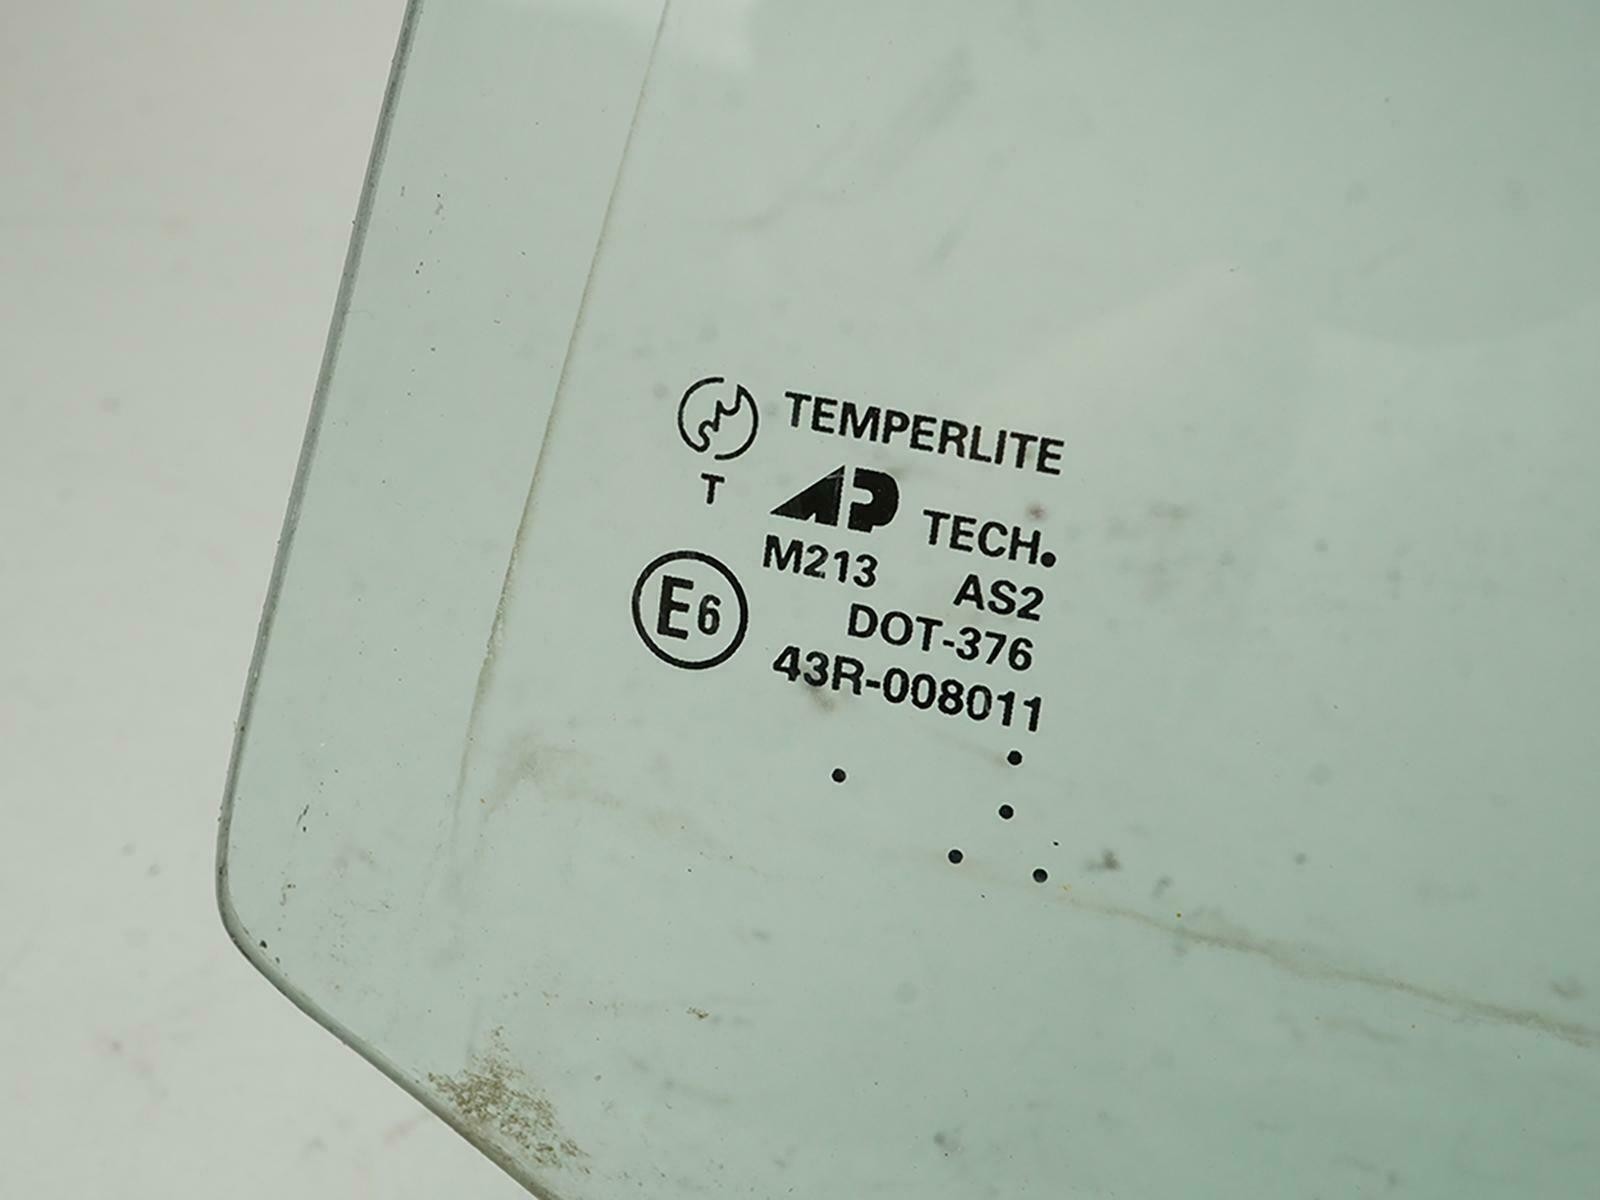 TEMPERLITE
T
AP TECH.
M213 AS2
E6
DOT-376
43R-008011